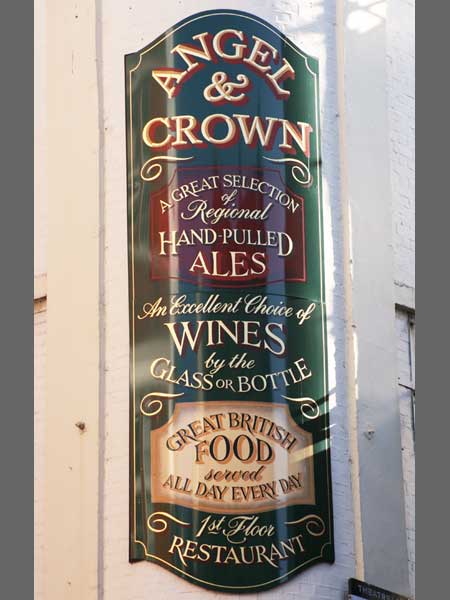 ANGEL
&
CROWN
A GREAT SELECTION
of
Regional
HAND-PULLED
ALES
An Excellent Choice of
WINES
by the
GLASS OR BOTTLE
GREAT BRITISH
FOOD
served
ALL DAY EVERY DAY
1st Floor
RESTAURANT